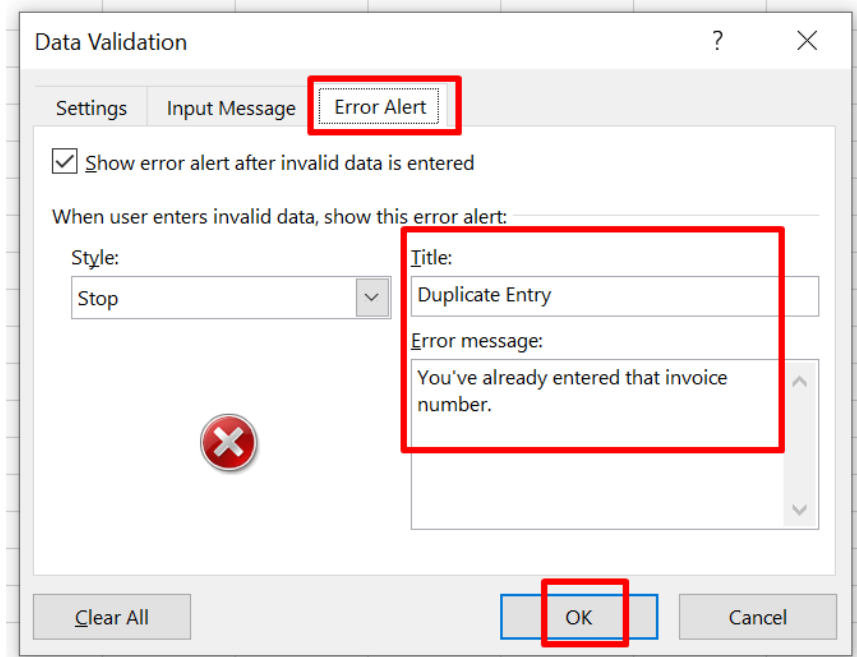 Data Validation ?
Settings Input Message Error Alert
Show error alert after invalid data is entered
When user enters invalid data, show this error alert:
Style: Title:
Stop Duplicate Entry
Error message:
You've already entered that invoice
number.
Clear All OK Cancel